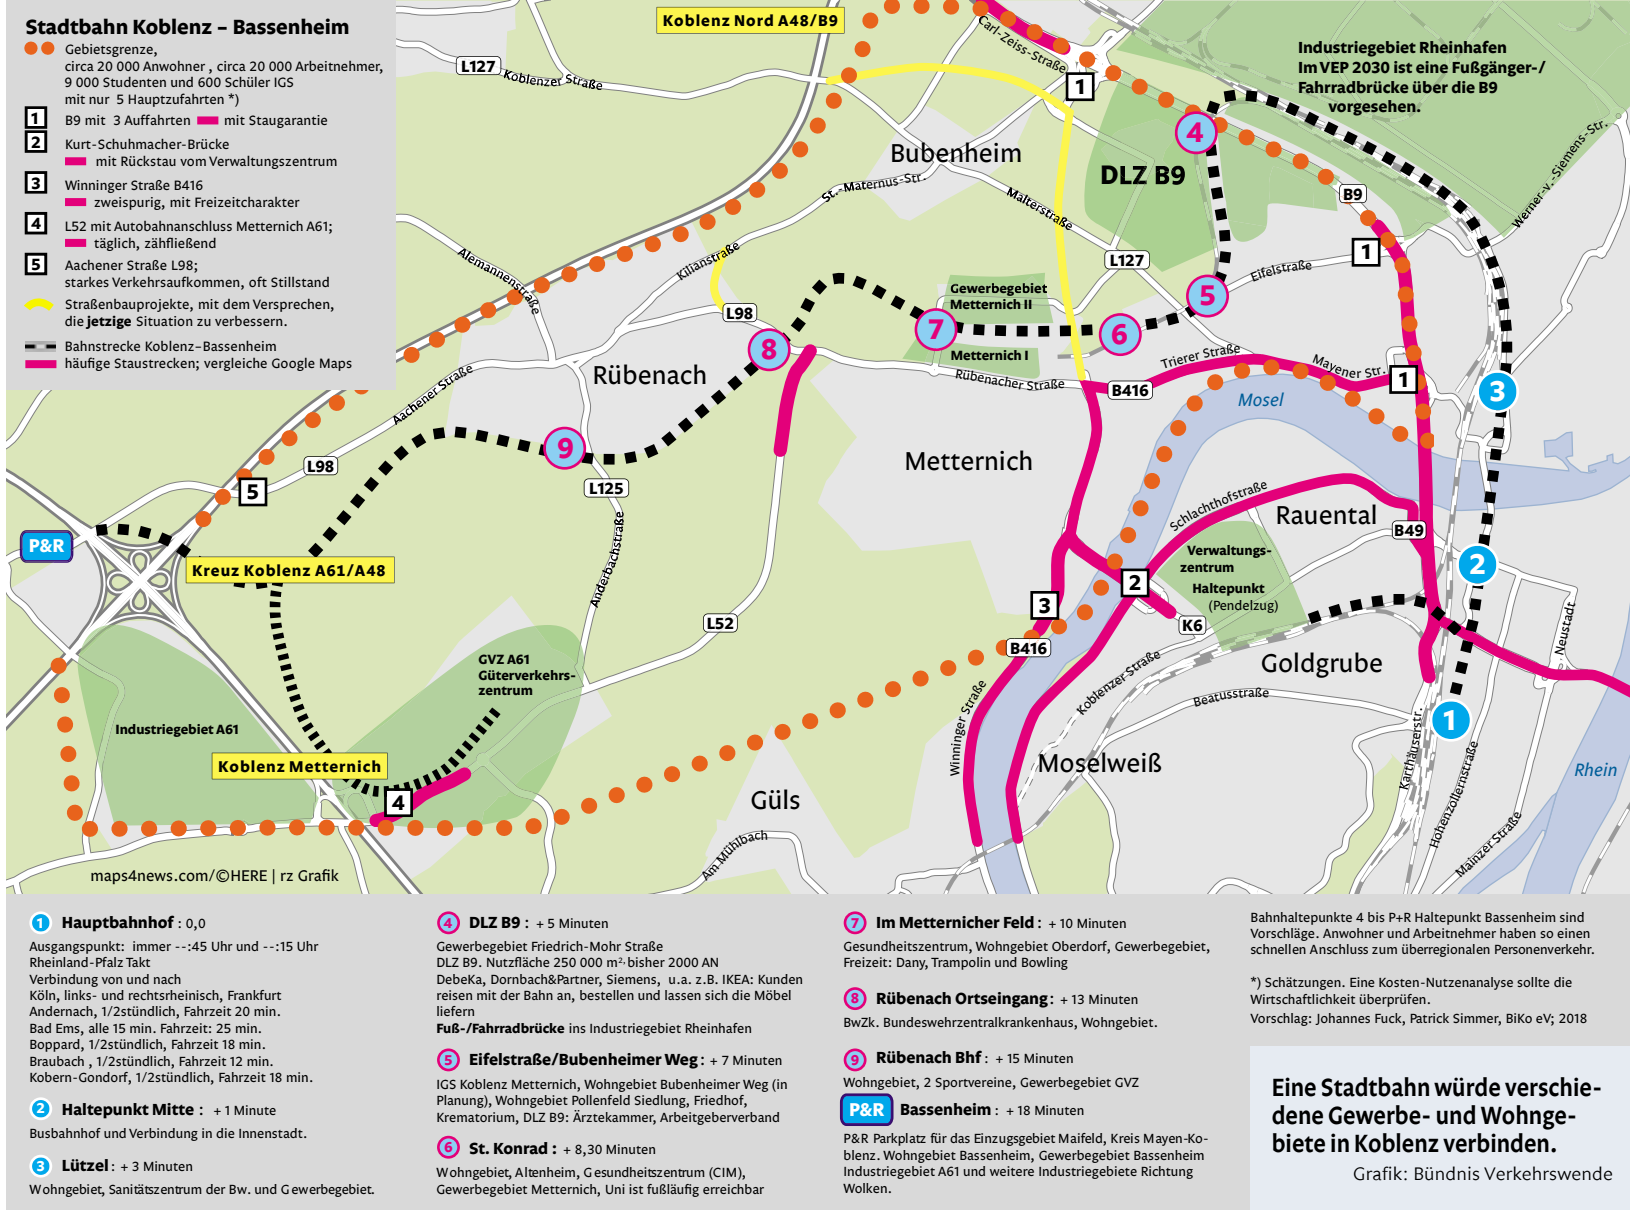 Stadtbahn Koblenz – Bassenheim
Gebietsgrenze,
circa 20 000 Anwohner , circa 20 000 Arbeitnehmer,
9 000 Studenten und 600 Schüler IGS
mit nur 5 Hauptzufahrten *)
1 B9 mit 3 Auffahrten mit Staugarantie
2 Kurt-Schuhmacher-Brücke
mit Rückstau vom Verwaltungszentrum
3 Winninger Straße B416
zweispurig, mit Freizeitcharakter
4 L52 mit Autobahnanschluss Metternich A61;
täglich, zähfließend
5 Aachener Straße L98;
starkes Verkehrsaufkommen, oft Stillstand
Straßenbauprojekte, mit dem Versprechen,
die jetzige Situation zu verbessern.
Bahnstrecke Koblenz–Bassenheim
häufige Staustrecken; vergleiche Google Maps
Koblenz Nord A48/B9
L127
Koblenzer Straße
Carl-Zeiss-Straße
1
Industriegebiet Rheinhafen
Im VEP 2030 ist eine Fußgänger-/
Fahrradbrücke über die B9
vorgesehen.
4
Bubenheim
DLZ B9
St.-Maternus-Str.
Malterstraße
B9
Werner-v.-Siemens-Str.
Alemannenstraße
Kilianstraße
L127
Eifelstraße
1
Gewerbegebiet
Metternich II
5
L98
7
6
8
Metternich I
Trierer Straße
Mayener Str.
Rübenach
Aachener Straße
Rübenacher Straße
B416
1
3
Mosel
9
Metternich
L98
5
L125
Schlachthofstraße
Rauental
B49
P&R
Kreuz Koblenz A61/A48
Anderbachstraße
Verwaltungs-
zentrum
Haltepunkt
(Pendelzug)
2
2
3
K6
L52
B416
Neustadt
GVZ A61
Güterverkehrs-
zentrum
Goldgrube
Koblenzer Straße
Beatusstraße
Winninger Straße
Industriegebiet A61
1
Karthäuserstr.
Koblenz Metternich
Moselweiß
Hohenzollernstraße
Rhein
4
Güls
Am Mühlbach
Mainzer Straße
maps4news.com/©HERE | rz Grafik
1 Hauptbahnhof : 0,0
Ausgangspunkt: immer --:45 Uhr und --:15 Uhr
Rheinland-Pfalz Takt
Verbindung von und nach
Köln, links- und rechtsrheinisch, Frankfurt
Andernach, 1/2stündlich, Fahrzeit 20 min.
Bad Ems, alle 15 min. Fahrzeit: 25 min.
Boppard, 1/2stündlich, Fahrzeit 18 min.
Braubach , 1/2stündlich, Fahrzeit 12 min.
Kobern-Gondorf, 1/2stündlich, Fahrzeit 18 min.
2 Haltepunkt Mitte : + 1 Minute
Busbahnhof und Verbindung in die Innenstadt.
3 Lützel : + 3 Minuten
Wohngebiet, Sanitätszentrum der Bw. und Gewerbegebiet.
4 DLZ B9 : + 5 Minuten
Gewerbegebiet Friedrich-Mohr Straße
DLZ B9. Nutzfläche 250 000 m²· bisher 2000 AN
DebeKa, Dornbach&Partner, Siemens, u.a. z.B. IKEA: Kunden
reisen mit der Bahn an, bestellen und lassen sich die Möbel
liefern
Fuß-/Fahrradbrücke ins Industriegebiet Rheinhafen
5 Eifelstraße/Bubenheimer Weg : + 7 Minuten
IGS Koblenz Metternich, Wohngebiet Bubenheimer Weg (in
Planung), Wohngebiet Pollenfeld Siedlung, Friedhof,
Krematorium, DLZ B9: Ärztekammer, Arbeitgeberverband
6 St. Konrad : + 8,30 Minuten
Wohngebiet, Altenheim, Gesundheitszentrum (CIM),
Gewerbegebiet Metternich, Uni ist fußläufig erreichbar
7 Im Metternicher Feld : + 10 Minuten
Gesundheitszentrum, Wohngebiet Oberdorf, Gewerbegebiet,
Freizeit: Dany, Trampolin und Bowling
8 Rübenach Ortseingang : + 13 Minuten
BwZk. Bundeswehrzentralkrankenhaus, Wohngebiet.
9 Rübenach Bhf : + 15 Minuten
Wohngebiet, 2 Sportvereine, Gewerbegebiet GVZ
P&R Bassenheim : + 18 Minuten
P&R Parkplatz für das Einzugsgebiet Maifeld, Kreis Mayen-Ko-
blenz. Wohngebiet Bassenheim, Gewerbegebiet Bassenheim
Industriegebiet A61 und weitere Industriegebiete Richtung
Wolken.
Bahnhaltepunkte 4 bis P+R Haltepunkt Bassenheim sind
Vorschläge. Anwohner und Arbeitnehmer haben so einen
schnellen Anschluss zum überregionalen Personenverkehr.
*) Schätzungen. Eine Kosten-Nutzenanalyse sollte die
Wirtschaftlichkeit überprüfen.
Vorschlag: Johannes Fuck, Patrick Simmer, BiKo eV; 2018
Eine Stadtbahn würde verschie-
dene Gewerbe- und Wohnge-
biete in Koblenz verbinden.
Grafik: Bündnis Verkehrswende